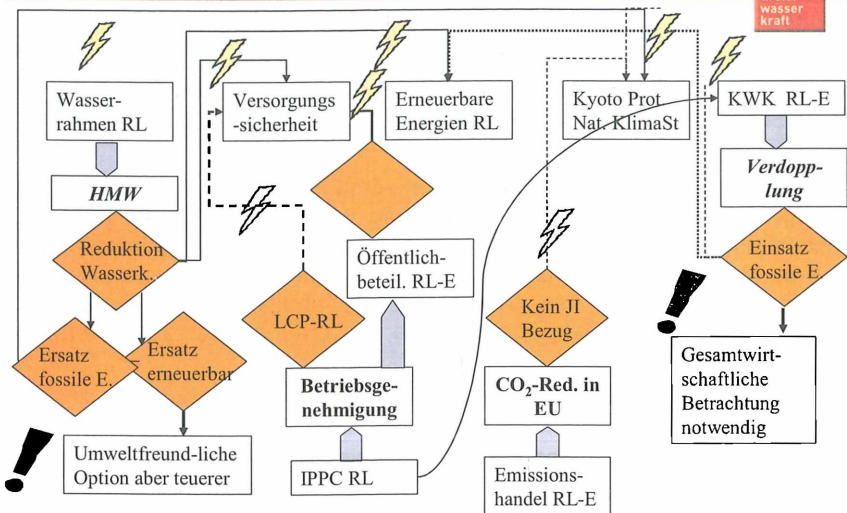 wasser
kraft
Wasser-
rahmen RL
Versorgungs
-sicherheit
Erneuerbare
Energien RL
Kyoto Prot
Nat. KlimaSt
KWK RL-E
HMW
Verdopp-
lung
Reduktion
Wasserk.
Öffentlich-
beteil. RL-E
Einsatz
fossile E
LCP-RL
Kein JI
Bezug
Ersatz
fossile E.
Ersatz
erneuerbar
Betriebsge-
nehmigung
CO₂-Red. in
EU
Gesamtwirt-
schaftliche
Betrachtung
notwendig
Umweltfreund-liche
Option aber teuerer
IPPC RL
Emissions-
handel RL-E